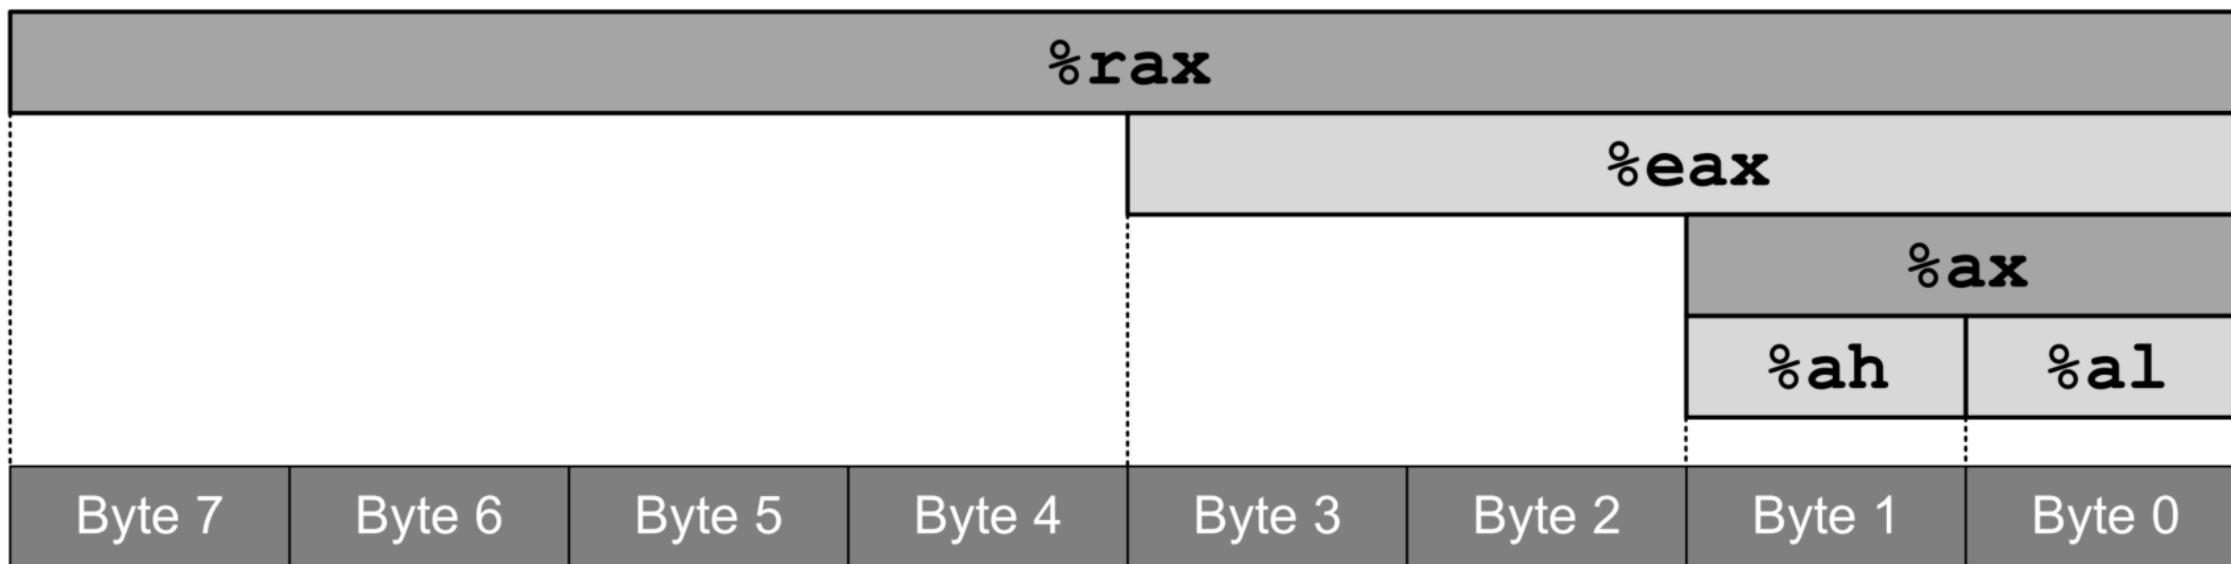 %rax
%eax
%ax
%ah %al
Byte 7 Byte 6 Byte 5 Byte 4 Byte 3 Byte 2 Byte 1 Byte 0